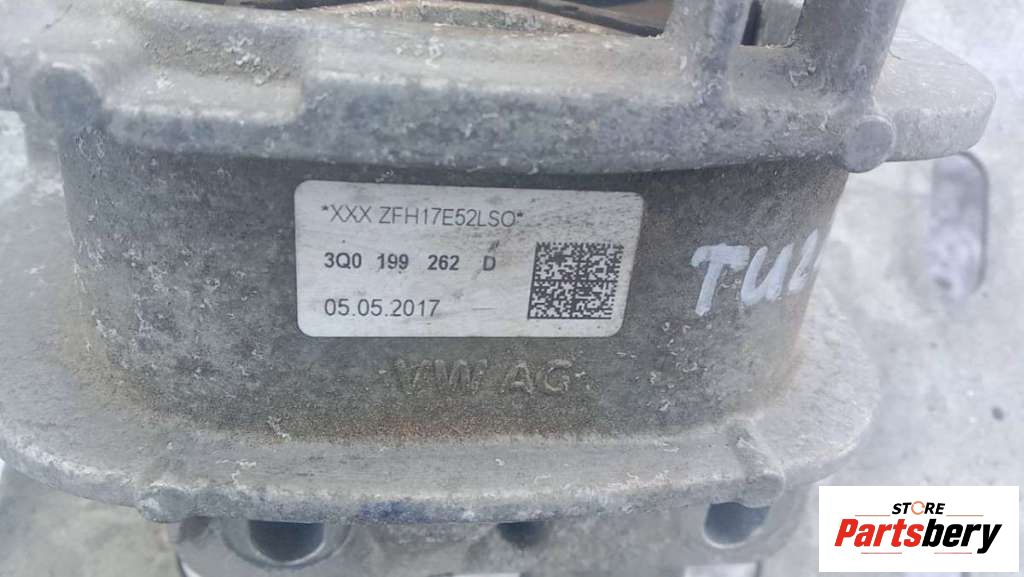 *XXX ZFH17E52LSO*
3Q0 199 262 D
05.05.2017
VW AG
STORE
Partsbery